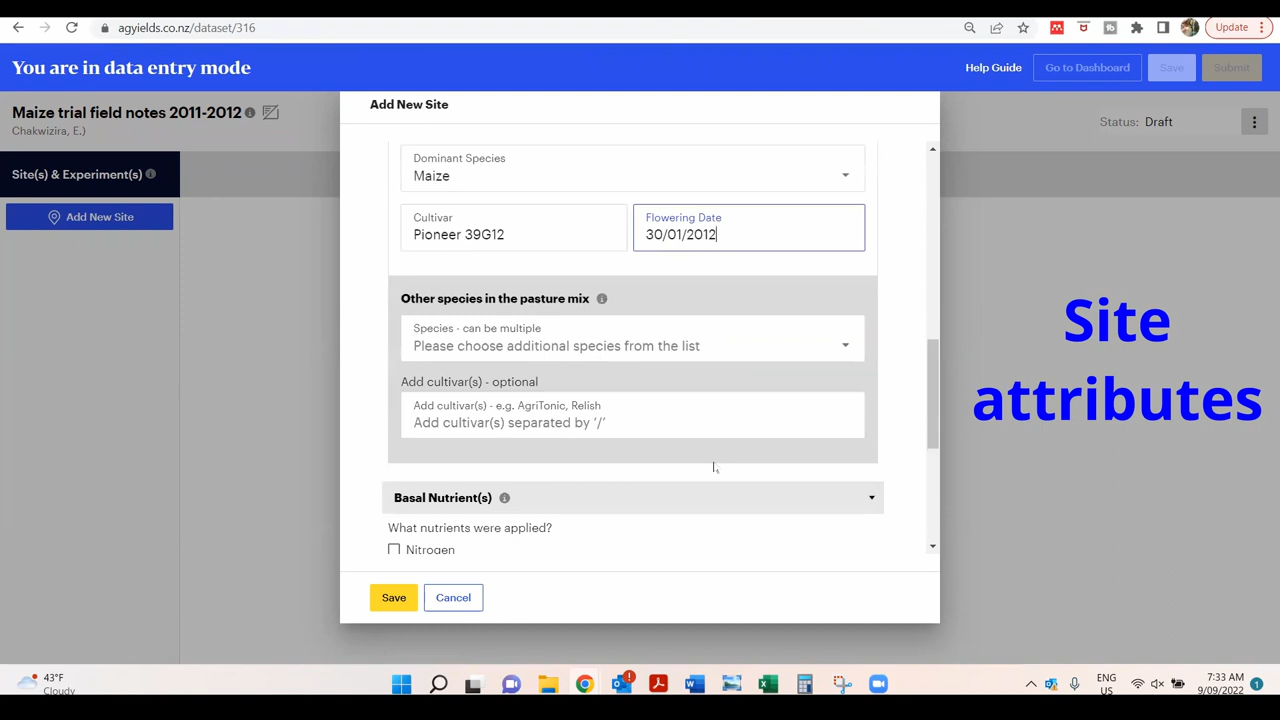 agyields.co.nz/dataset/316
Update
You are in data entry mode
Help Guide
Go to Dashboard
Save
Submit
Maize trial field notes 2011-2012
Chakwizira, E.)
Status: Draft
Add New Site
Site(s) & Experiment(s)
Add New Site
Dominant Species
Maize
Cultivar
Pioneer 39G12
Flowering Date
30/01/2012
Other species in the pasture mix
Species - can be multiple
Please choose additional species from the list
Add cultivar(s) - optional
Add cultivar(s) - e.g. AgriTonic, Relish
Add cultivar(s) separated by '/'
Basal Nutrient(s)
What nutrients were applied?
Nitrogen
Save
Cancel
Site
attributes
43°F
Cloudy
ENG
US
7:33 AM
9/09/2022
1